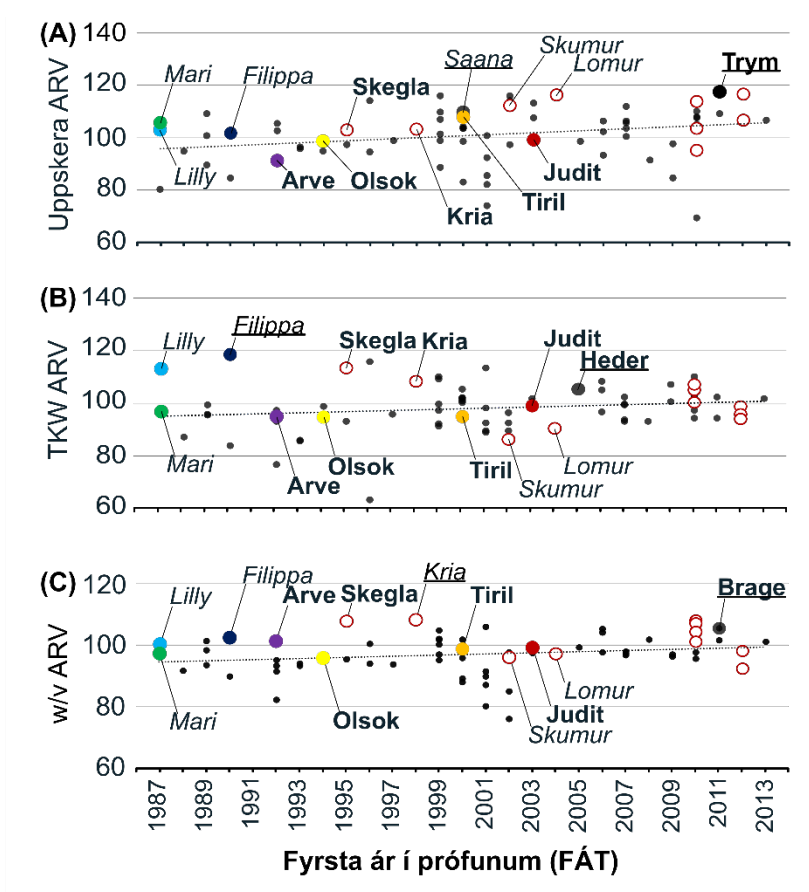 (A)
140
120
100
80
60
Uppskera ARV
Mari
Filippa
Skegla
Saana
Skumur
Lomur
Trym
Lilly
Arve
Olsok
Kria
Tiril
Judit
(B)
140
120
100
80
60
TKW ARV
Lilly
Filippa
Skegla
Kria
Judit
Heder
Mari
Arve
Olsok
Tiril
Skumur
Lomur
(C)
120
100
80
60
w/v ARV
Lilly
Filippa
Arve
Skegla
Kria
Tiril
Brage
Mari
Olsok
Skumur
Judit
Lomur
1987
1989
1991
1993
1995
1997
1999
2001
2003
2005
2007
2009
2011
2013
Fyrsta ár í prófunum (FÁT)